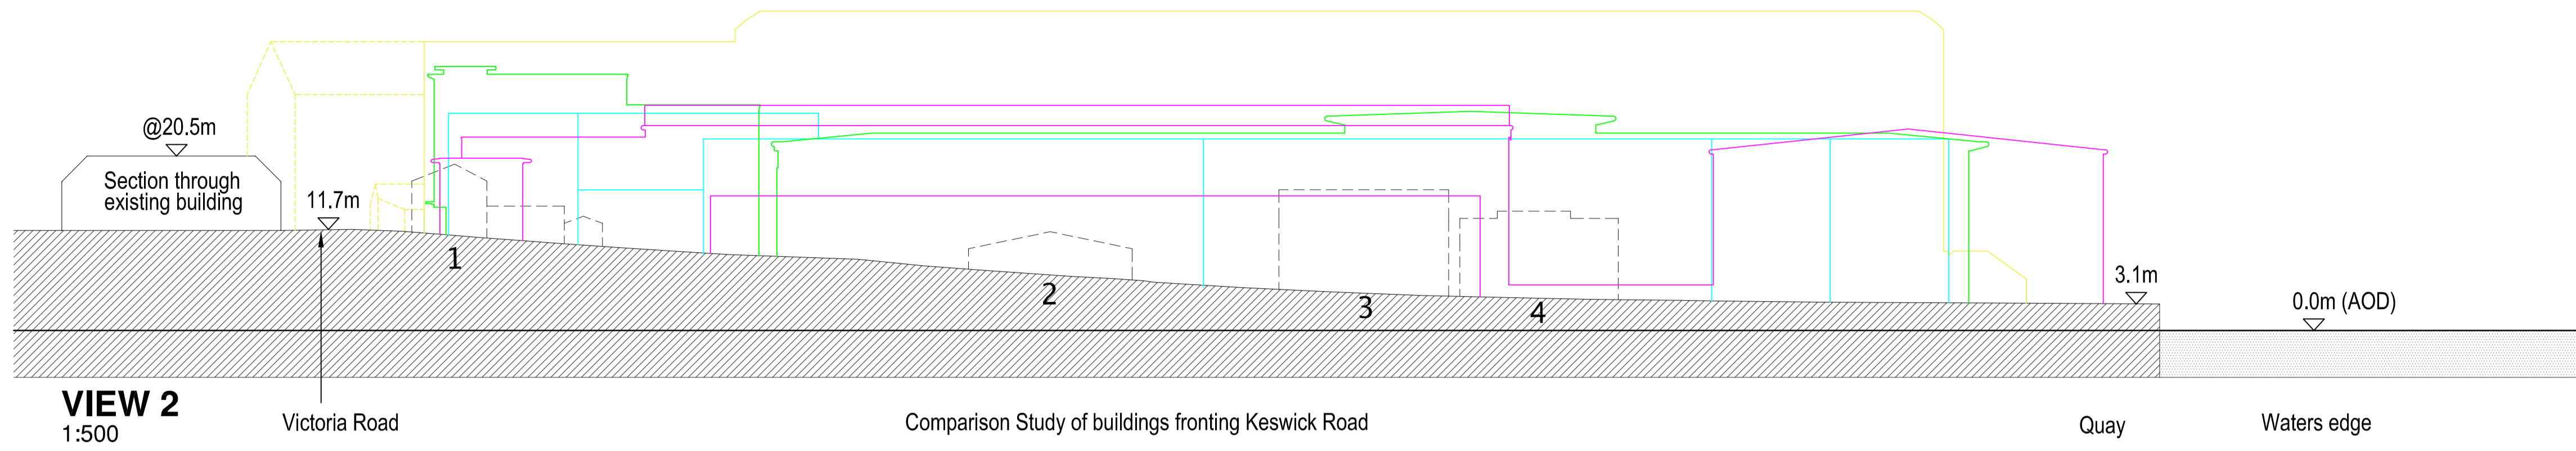 @20.5m
Section through
existing building
11.7m
1
2
3
4
3.1m
0.0m (AOD)
VIEW 2
1:500
Victoria Road
Comparison Study of buildings fronting Keswick Road
Quay
Waters edge